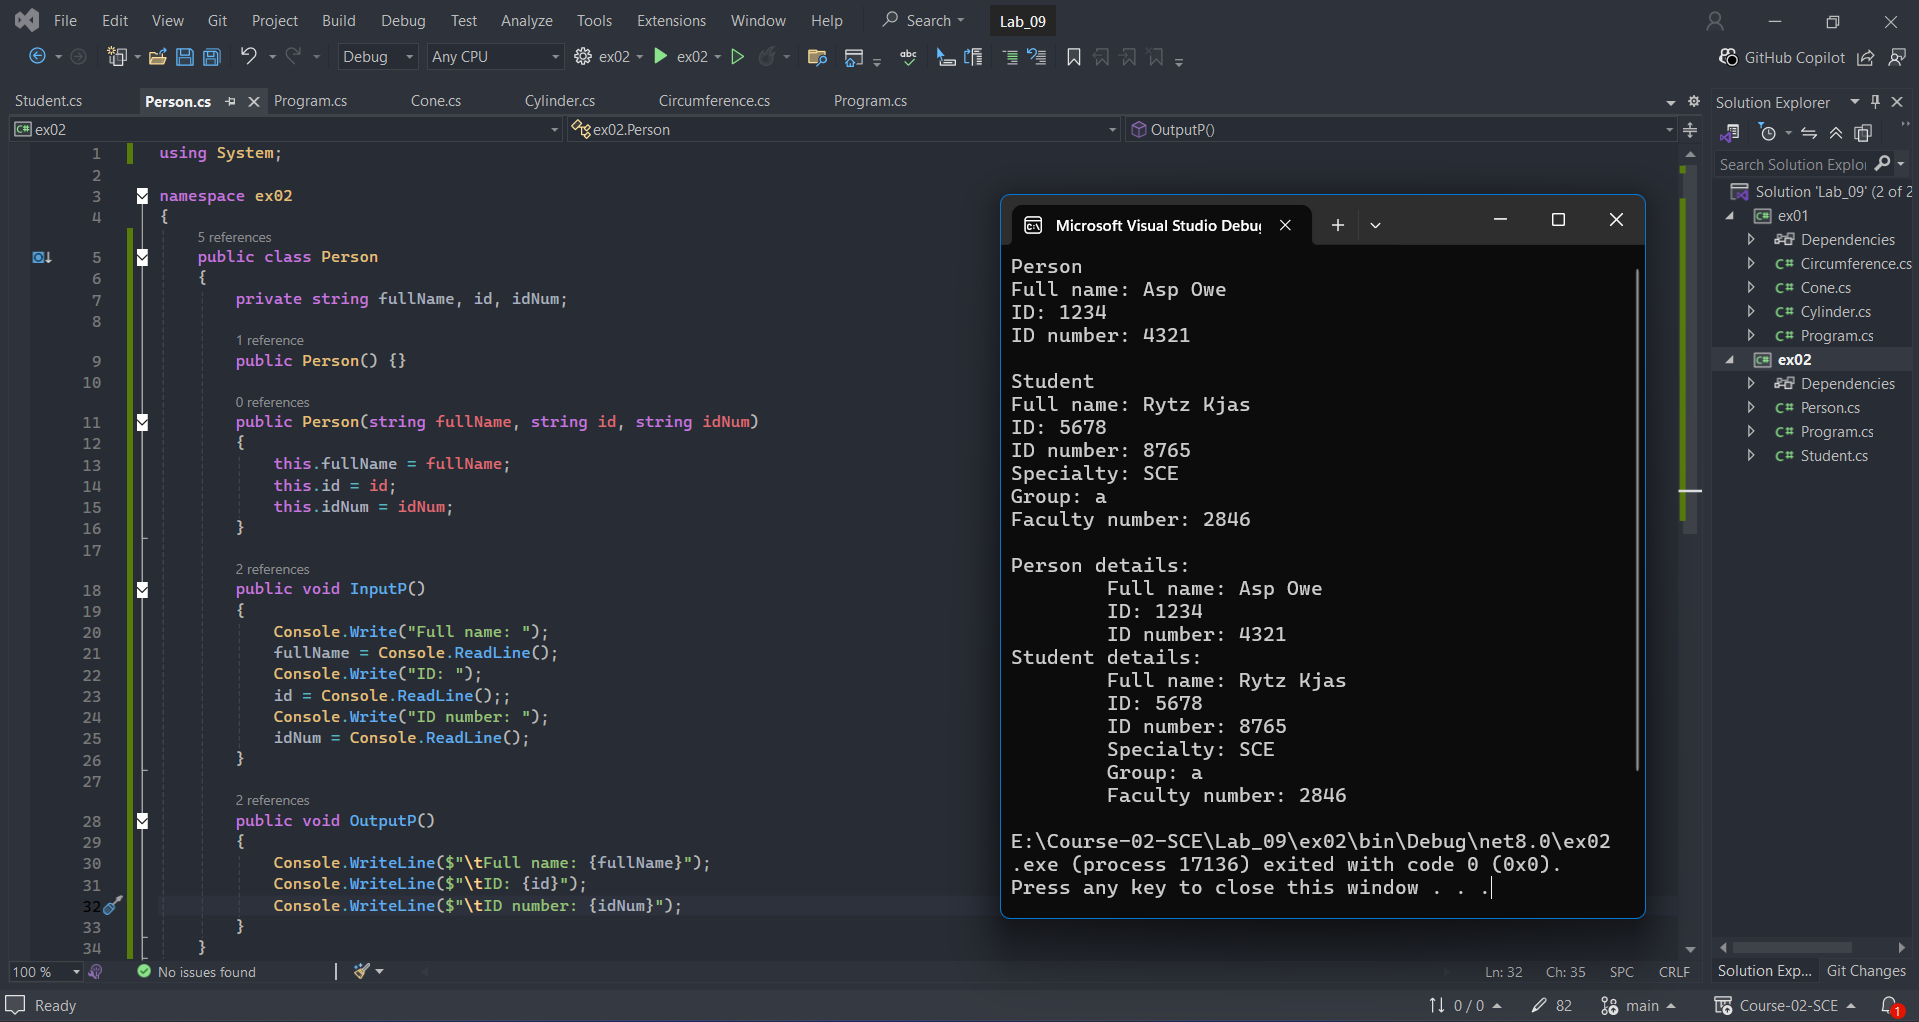 File Edit View Git Project Build Debug Test Analyze Tools Extensions Window Help Search Lab_09
Debug Any CPU ex02 ex02 abc GitHub Copilot
Student.cs Person.cs Program.cs Cone.cs Cylinder.cs Circumference.cs Program.cs
C# ex02 ex02.Person OutputP()
1 using System;
2
3 namespace ex02
4 {
5 references
5 public class Person
6 {
7 private string fullName, id, idNum;
8
1 reference
9 public Person() {}
10
0 references
11 public Person(string fullName, string id, string idNum)
12 {
13 this.fullName = fullName;
14 this.id = id;
15 this.idNum = idNum;
16 }
17
2 references
18 public void InputP()
19 {
20 Console.Write("Full name: ");
21 fullName = Console.ReadLine();
22 Console.Write("ID: ");
23 id = Console.ReadLine();;
24 Console.Write("ID number: ");
25 idNum = Console.ReadLine();
26 }
27
2 references
28 public void OutputP()
29 {
30 Console.WriteLine($"\tFull name: {fullName}");
31 Console.WriteLine($"\tID: {id}");
32 Console.WriteLine($"\tID number: {idNum}");
33 }
34 }
Microsoft Visual Studio Debu
Person
Full name: Asp Owe
ID: 1234
ID number: 4321
Student
Full name: Rytz Kjas
ID: 5678
ID number: 8765
Specialty: SCE
Group: a
Faculty number: 2846
Person details:
Full name: Asp Owe
ID: 1234
ID number: 4321
Student details:
Full name: Rytz Kjas
ID: 5678
ID number: 8765
Specialty: SCE
Group: a
Faculty number: 2846
E:\Course-02-SCE\Lab_09\ex02\bin\Debug\net8.0\ex02
.exe (process 17136) exited with code 0 (0x0).
Press any key to close this window . . .
Solution Explorer
Search Solution Explo
Solution 'Lab_09' (2 of 2
C# ex01
Dependencies
C# Circumference.cs
C# Cone.cs
C# Cylinder.cs
C# Program.cs
C# ex02
Dependencies
C# Person.cs
C# Program.cs
C# Student.cs
100 % No issues found Ln: 32 Ch: 35 SPC CRLF
Solution Exp... Git Changes
Ready 0 / 0 82 main Course-02-SCE 1